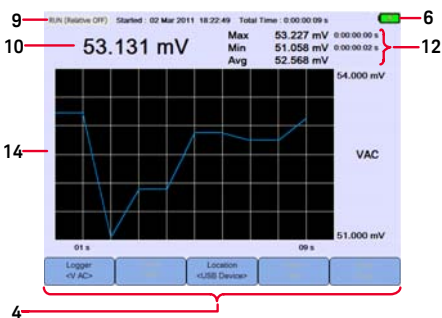 9 RUN (Relative OFF) Started : 02 Mar 2011 18:22:49 Total Time : 0:00:00:09 s 6
10 53.131 mV
Max 53.227 mV 0:00:00:00 s
Min 51.058 mV 0:00:00:02 s 12
Avg 52.568 mV
54.000 mV
14 VAC
51.000 mV
01 s 09 s
Logger Location
<V AC> <USB Device>
4